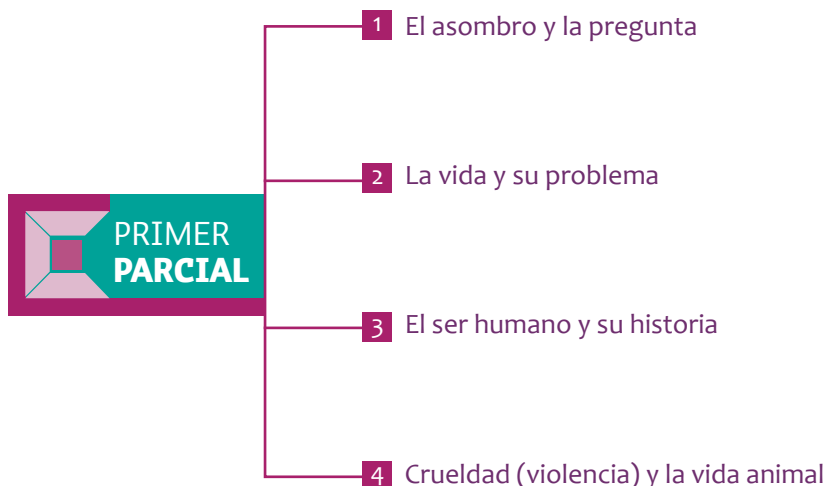 1 El asombro y la pregunta
2 La vida y su problema
PRIMER
PARCIAL
3 El ser humano y su historia
4 Crueldad (violencia) y la vida animal